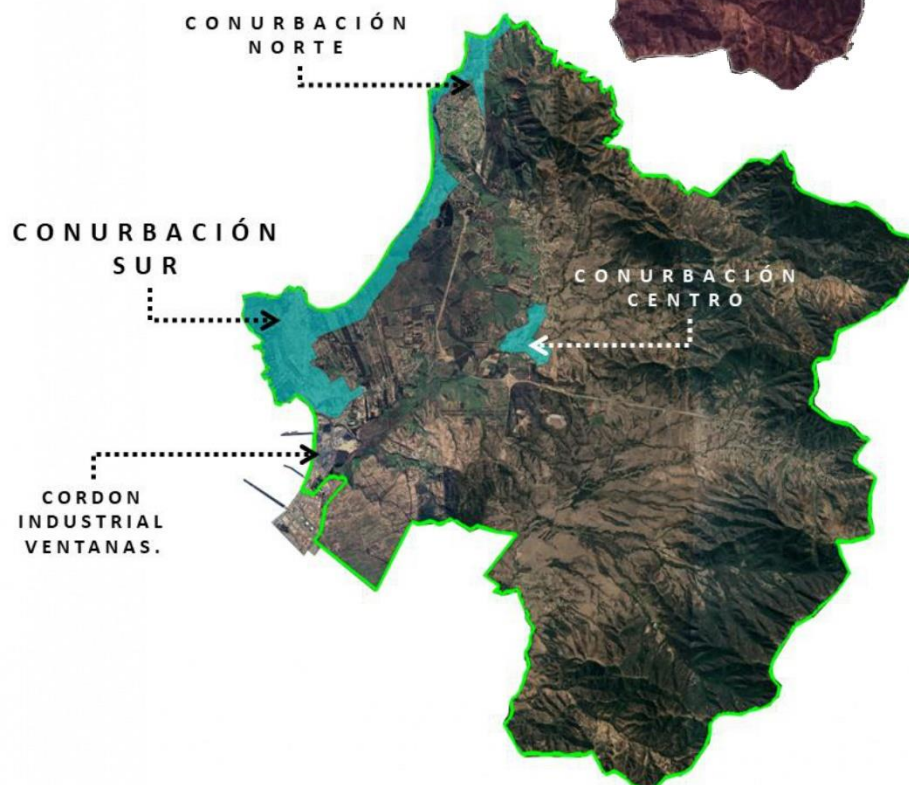 CONURBACIÓN
NORTE
CONURBACIÓN
SUR
CONURBACIÓN
CENTRO
CORDON
INDUSTRIAL
VENTANAS.